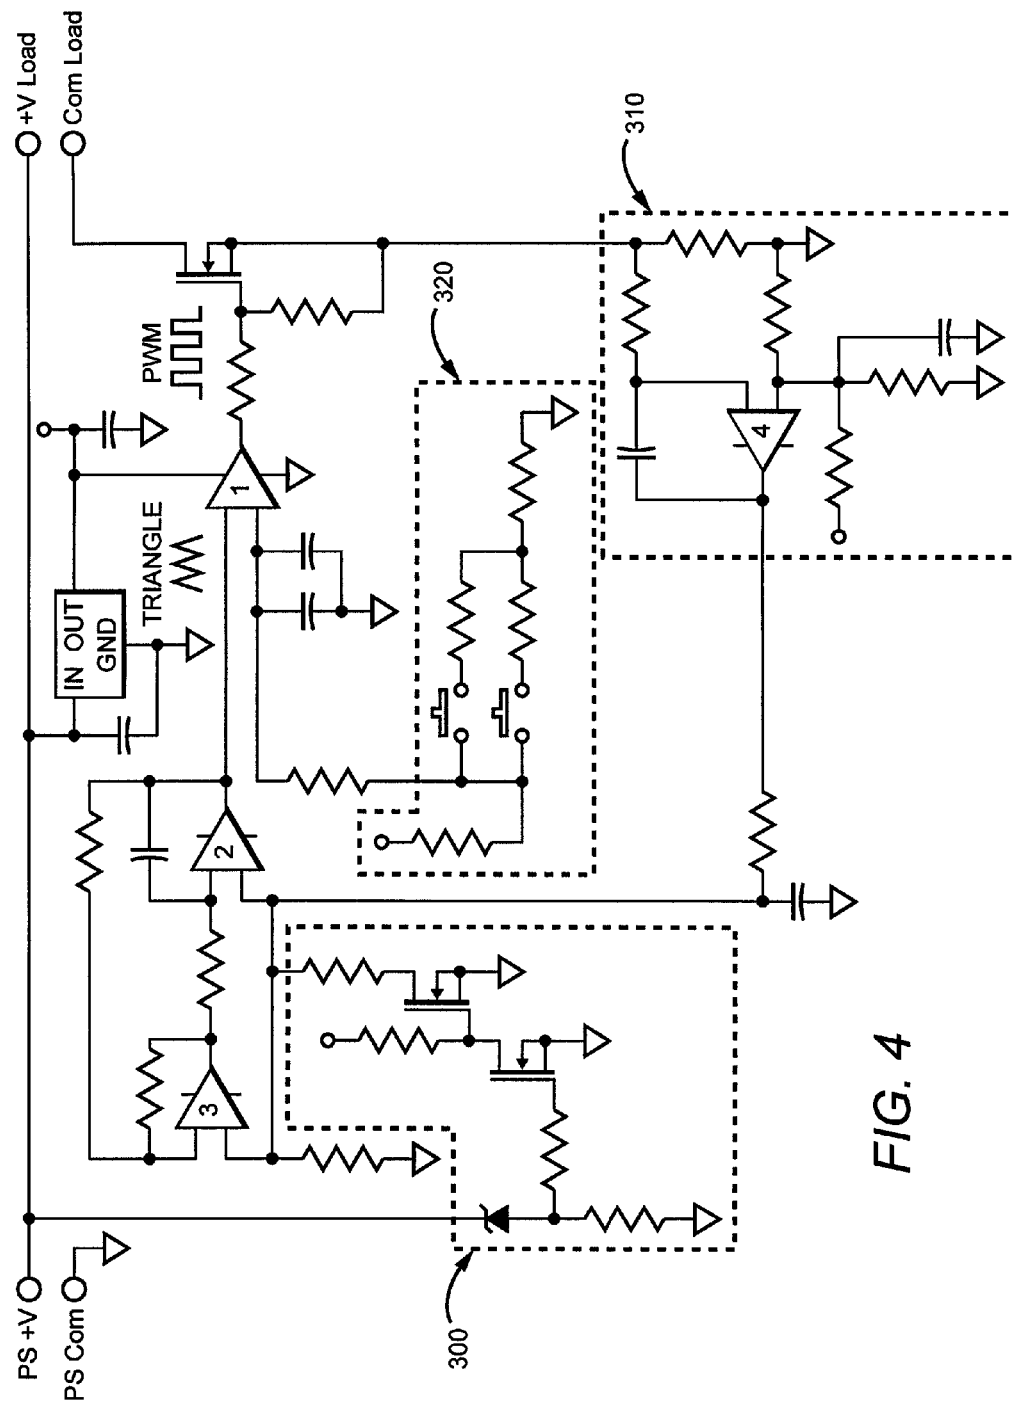 +V Load
Com Load
PWM
TRIANGLE
IN OUT
GND
1
2
3
4
300
310
320
PS +V
PS Com
FIG. 4